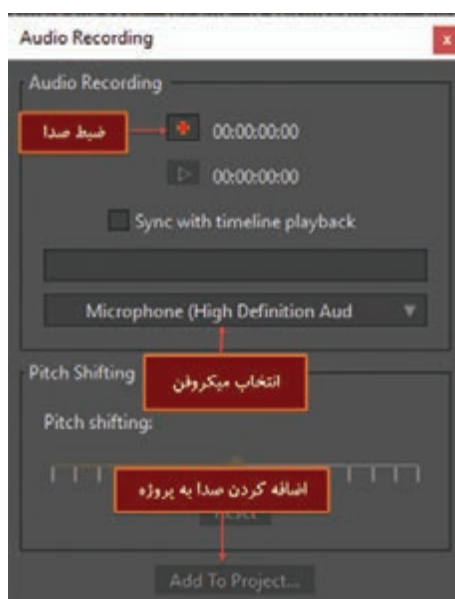 Audio Recording
Audio Recording
ضبط صدا
00:00:00:00
00:00:00:00
Sync with timeline playback
Microphone (High Definition Aud
Pitch Shifting
انتخاب میکروفن
Pitch shifting:
اضافه کردن صدا به پروژه
Reset
Add To Project...